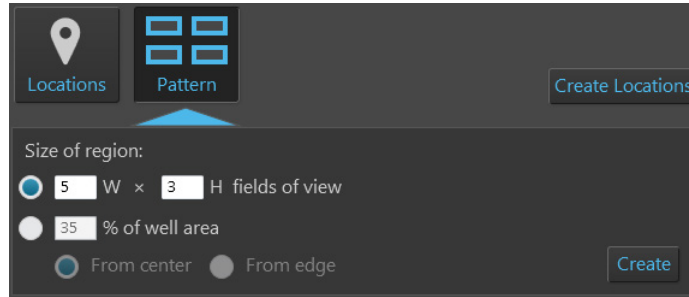 Locations
Pattern
Create Locations
Size of region:
5 W × 3 H fields of view
35 % of well area
From center From edge
Create